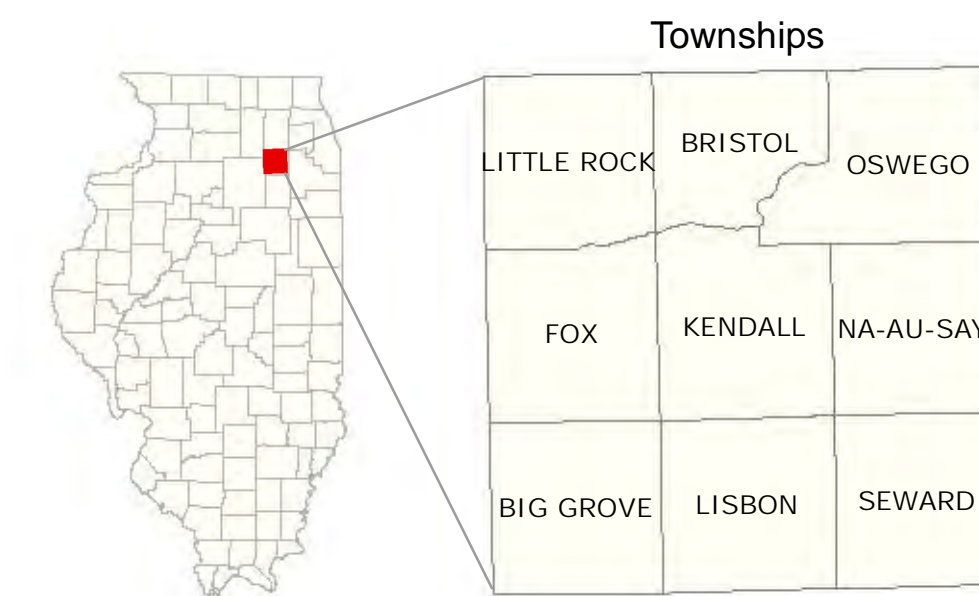 Townships
LITTLE ROCK
BRISTOL
OSWEGO
FOX
KENDALL
NA-AU-SAY
BIG GROVE
LISBON
SEWARD